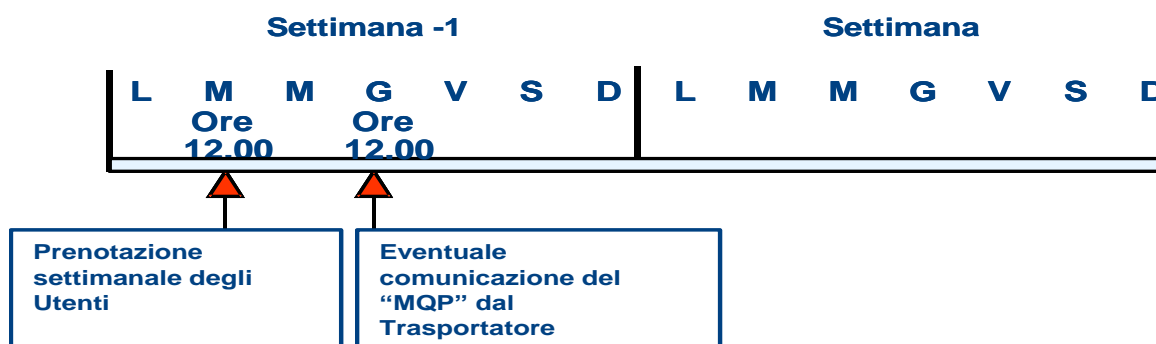 Settimana -1 Settimana
L M M G V S D L M M G V S D
Ore Ore
12.00 12.00
Prenotazione
settimanale degli
Utenti
Eventuale
comunicazione del
“MQP” dal
Trasportatore